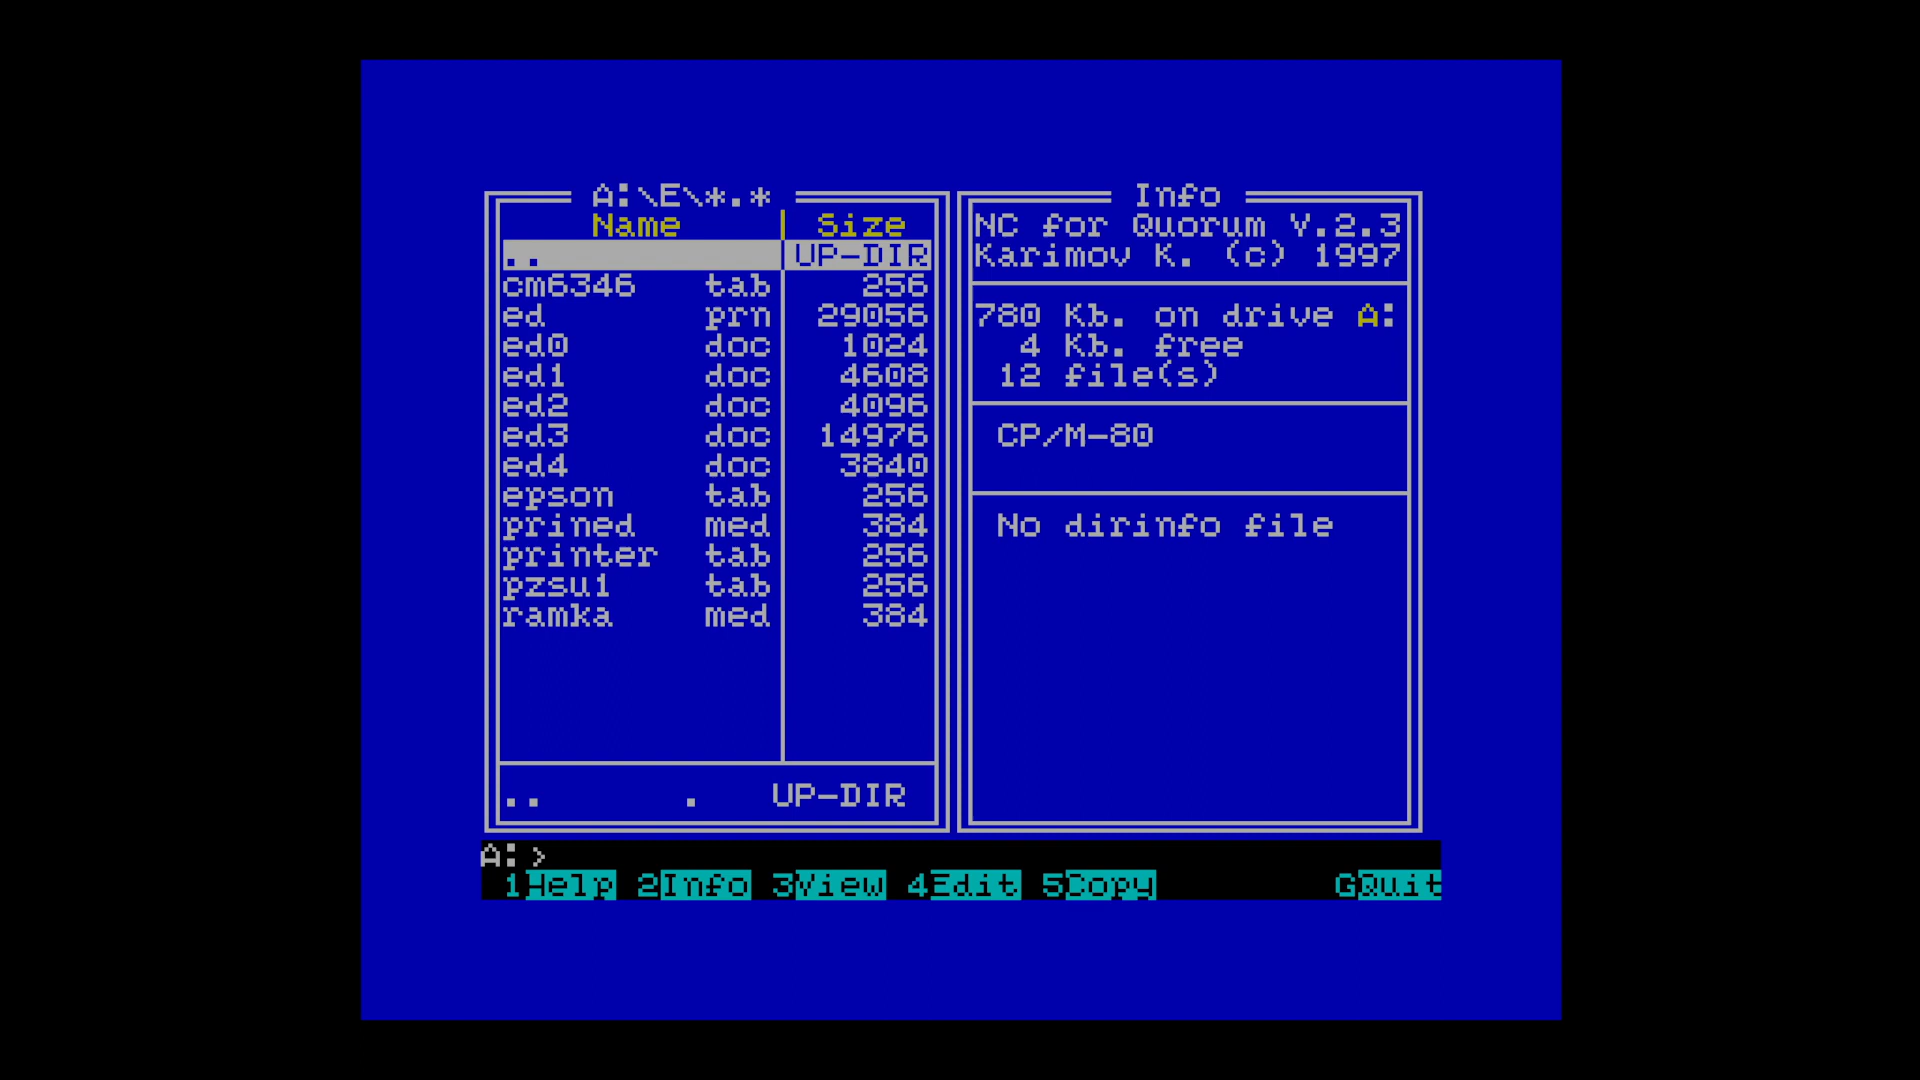 A:\E\*.*
Name Size
.. UP-DIR
cm6346 tab 256
ed prn 29056
ed0 doc 1024
ed1 doc 4608
ed2 doc 4096
ed3 doc 14976
ed4 doc 3840
epson tab 256
prined med 384
printer tab 256
pzsu1 tab 256
ramka med 384
.. . UP-DIR
Info
NC for Quorum V.2.3
Karimov K. (c) 1997
780 Kb. on drive A:
4 Kb. free
12 file(s)
CP/M-80
No dirinfo file
A:>
1Help 2Info 3View 4Edit 5Copy GQuit